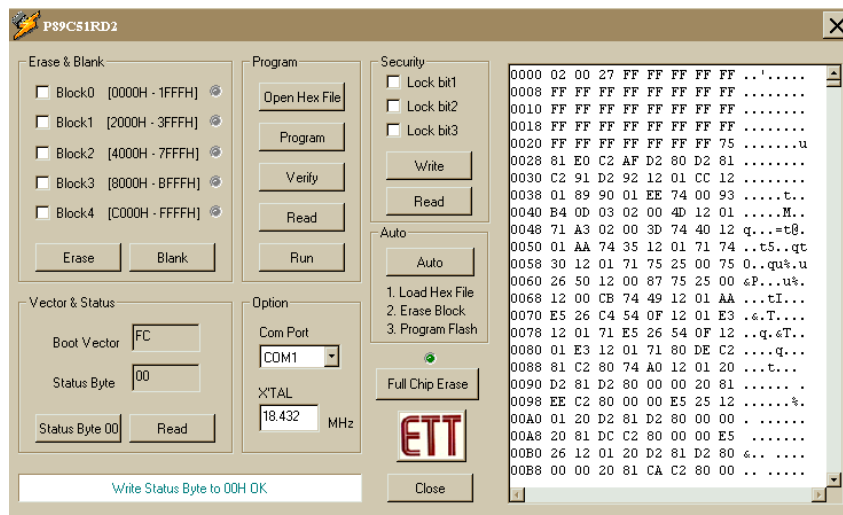 P89C51RD2
Erase & Blank
Block0 [0000H - 1FFFH]
Block1 [2000H - 3FFFH]
Block2 [4000H - 7FFFH]
Block3 [8000H - BFFFH]
Block4 [C000H - FFFFH]
Erase Blank
Program
Open Hex File
Program
Verify
Read
Run
Security
Lock bit1
Lock bit2
Lock bit3
Write
Read
Auto
Auto
1. Load Hex File
2. Erase Block
3. Program Flash
Full Chip Erase
ETT
Close
Vector & Status
Boot Vector FC
Status Byte 00
Status Byte 00 Read
Option
Com Port
COM1
X'TAL
18.432 MHz
Write Status Byte to 00H OK
0000 02 00 27 FF FF FF FF FF ..'.....
0008 FF FF FF FF FF FF FF FF ........
0010 FF FF FF FF FF FF FF FF ........
0018 FF FF FF FF FF FF FF FF ........
0020 FF FF FF FF FF FF FF 75 .......u
0028 81 E0 C2 AF D2 80 D2 81 ........
0030 C2 91 D2 92 12 01 CC 12 ........
0038 01 89 90 01 EE 74 00 93 .....t..
0040 B4 0D 03 02 00 4D 12 01 .....M..
0048 71 A3 02 00 3D 74 40 12 q...=t@.
0050 01 AA 74 35 12 01 71 74 ..t5..qt
0058 30 12 01 71 75 25 00 75 0..qu%.u
0060 26 50 12 00 87 75 25 00 &P...u%.
0068 12 00 CB 74 49 12 01 AA ...tI...
0070 E5 26 C4 54 0F 12 01 E3 .&.T....
0078 12 01 71 E5 26 54 0F 12 ..q.&T..
0080 01 E3 12 01 71 80 DE C2 ....q...
0088 81 C2 80 74 A0 12 01 20 ...t...
0090 D2 81 D2 80 00 00 20 81 ...... .
0098 EE C2 80 00 00 E5 25 12 ......%.
00A0 01 20 D2 81 D2 80 00 00 . ......
00A8 20 81 DC C2 80 00 00 E5 .......
00B0 26 12 01 20 D2 81 D2 80 &.. ....
00B8 00 00 20 81 CA C2 80 00 .. .....